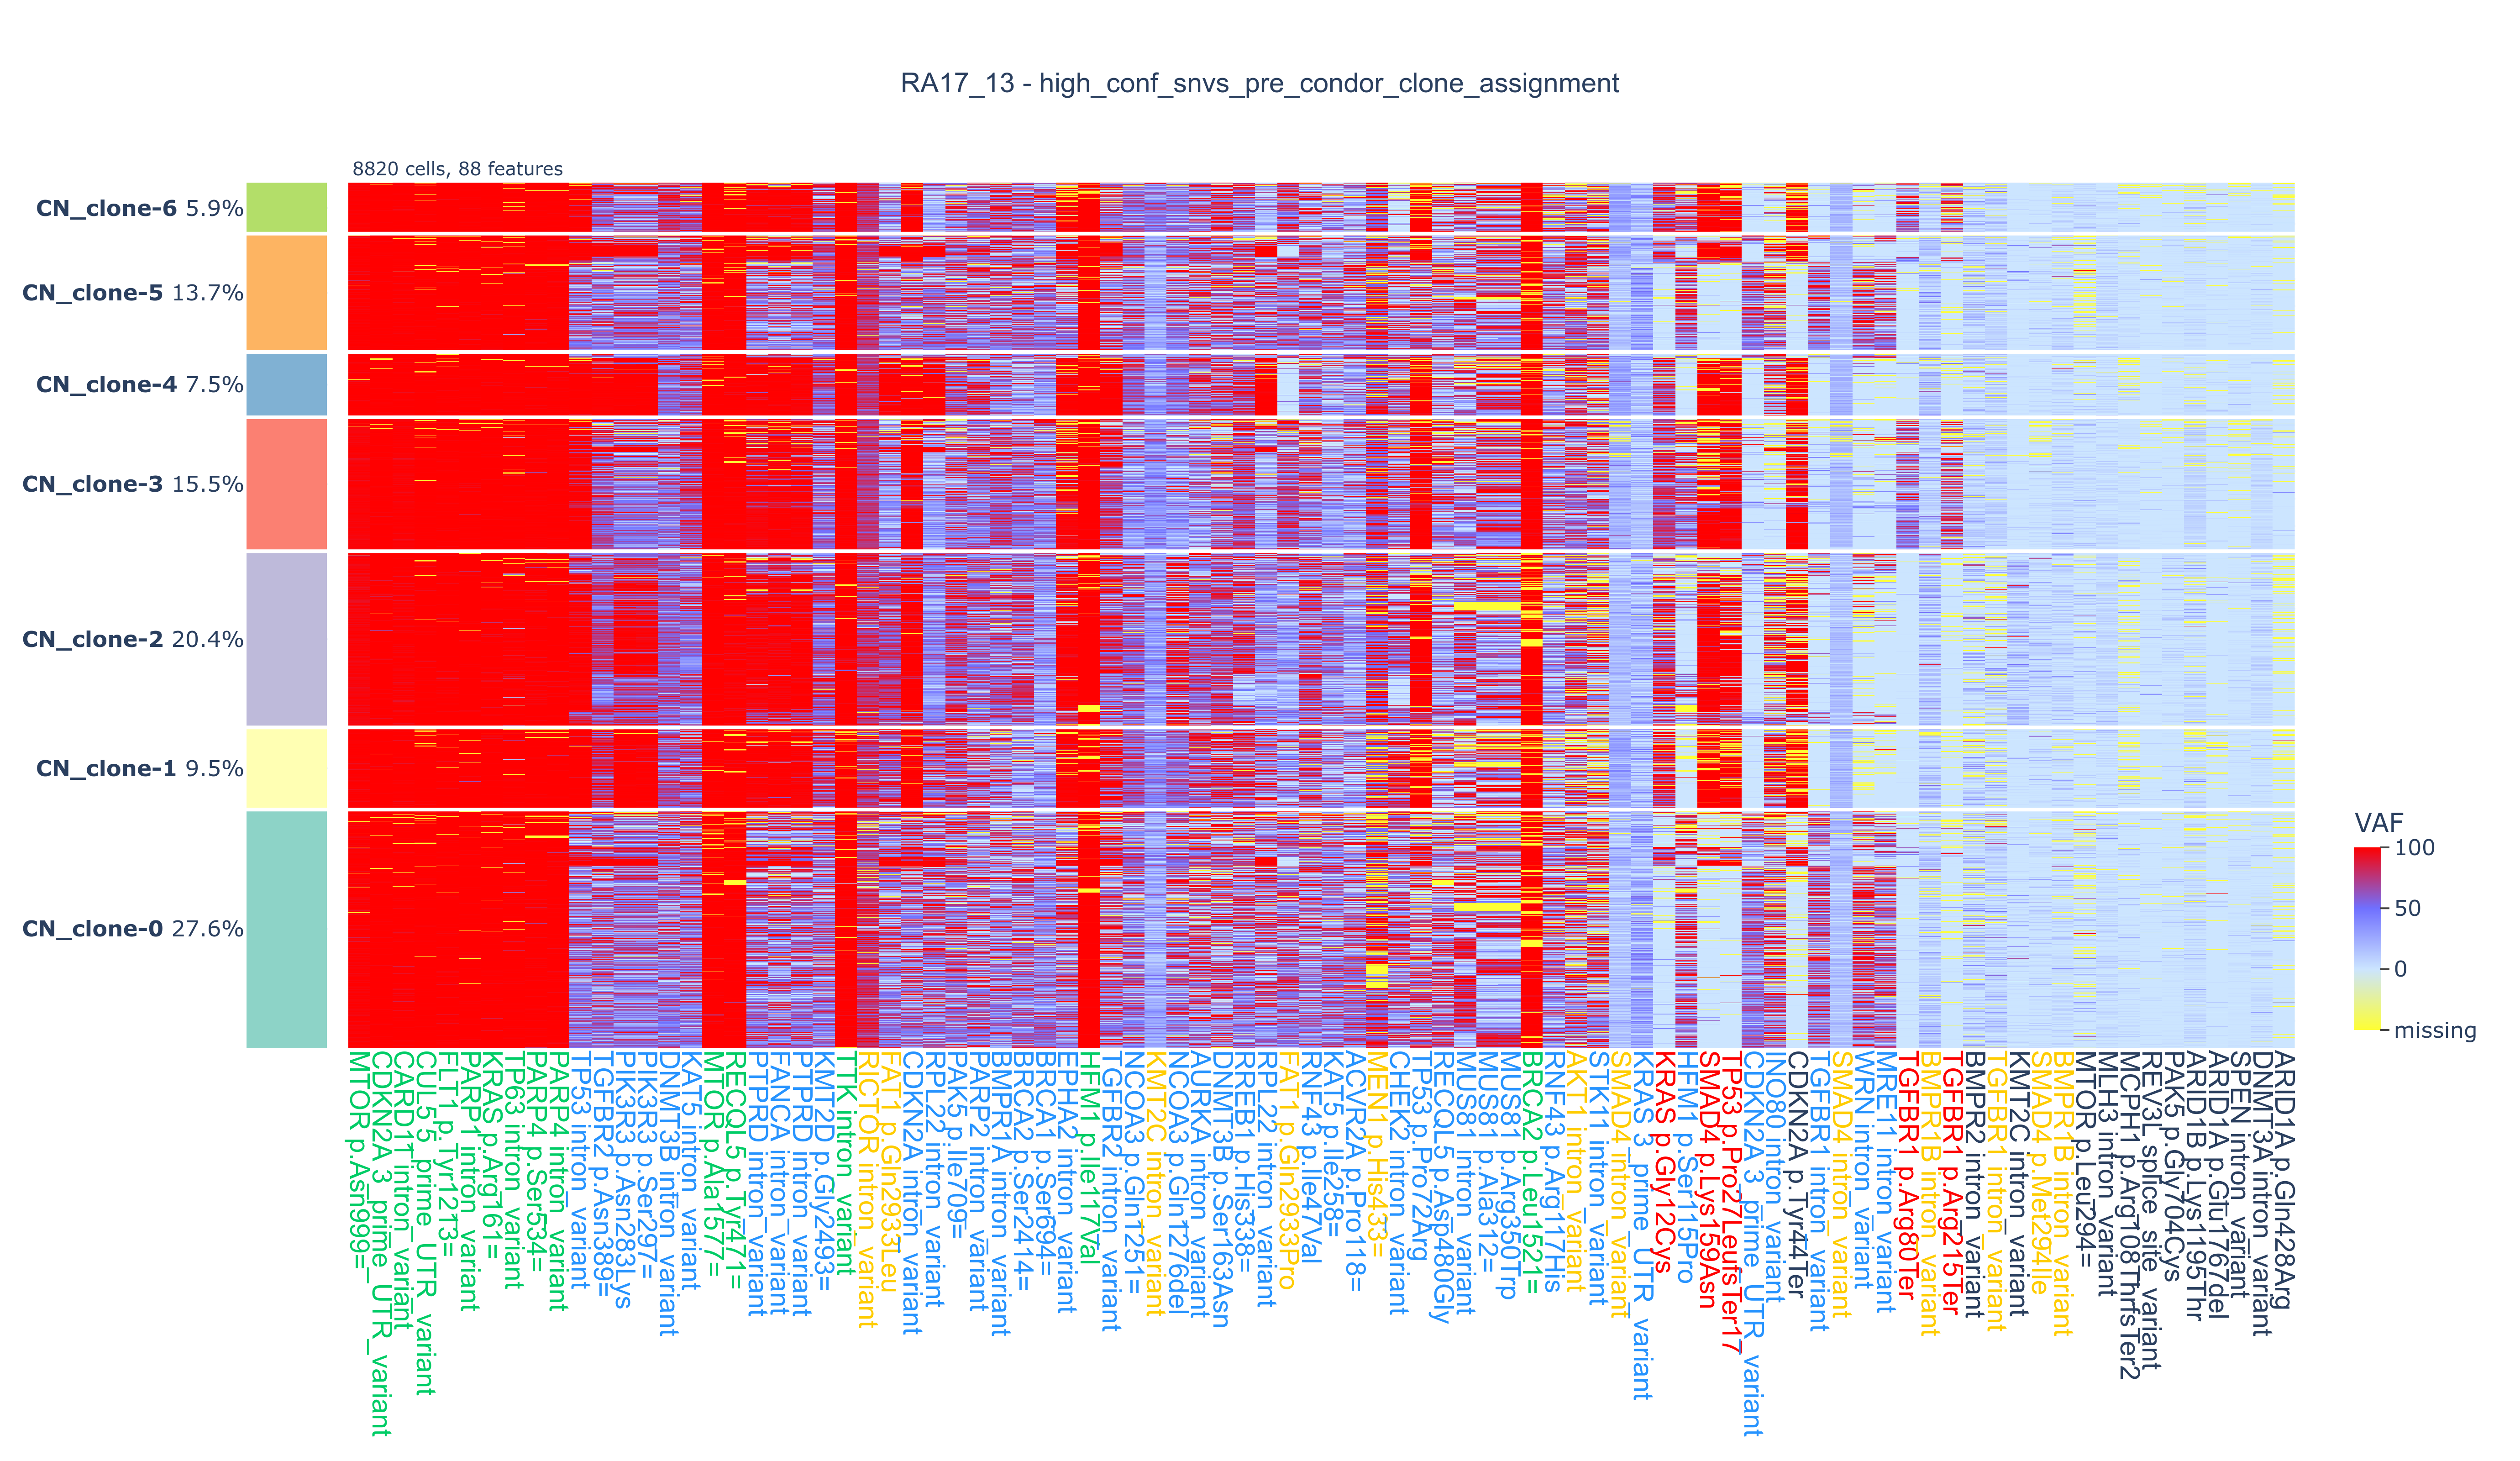 RA17_13 - high_conf_snvs_pre_condor_clone_assignment
8820 cells, 88 features
CN_clone-6 5.9%
CN_clone-5 13.7%
CN_clone-4 7.5%
CN_clone-3 15.5%
CN_clone-2 20.4%
CN_clone-1 9.5%
CN_clone-0 27.6%
VAF
100
50
0
missing
MTOR p.Asn999=
CDKN2A 3_prime_UTR_variant
CARD11 intron_variant
CUL5 5_prime_UTR_variant
FLT1 p.Tyr1213=
PARP1 intron_variant
KRAS p.Arg161=
TP63 intron_variant
PARP4 p.Ser534=
PARP4 intron_variant
TP53 intron_variant
TGFBR2 p.Asn389=
PIK3R3 p.Asn283Lys
PIK3R3 p.Ser297=
DNMT3B intron_variant
KAT5 intron_variant
MTOR p.Ala1577=
RECQL5 p.Tyr471=
PTPRD intron_variant
FANCA intron_variant
PTPRD intron_variant
KMT2D p.Gly2493=
TTK intron_variant
RICTOR intron_variant
FAT1 p.Gln2933Leu
CDKN2A intron_variant
RPL22 intron_variant
PAK5 p.Ile709=
PARP2 intron_variant
BMPR1A intron_variant
BRCA2 p.Ser2414=
BRCA1 p.Ser694=
EPHA2 intron_variant
HFM1 p.Ile117Val
TGFBR2 intron_variant
NCOA3 p.Gln1251=
KMT2C intron_variant
NCOA3 p.Gln1276del
AURKA intron_variant
DNMT3B p.Ser163Asn
RREB1 p.His338=
RPL22 intron_variant
FAT1 p.Gln2933Pro
RNF43 p.Ile47Val
KAT5 p.Ile258=
ACVR2A p.Pro118=
MEN1 p.His433=
CHEK2 intron_variant
TP53 p.Pro72Arg
RECQL5 p.Asp480Gly
MUS81 intron_variant
MUS81 p.Ala312=
MUS81 p.Arg350Trp
BRCA2 p.Leu1521=
RNF43 p.Arg117His
AKT1 intron_variant
STK11 intron_variant
SMAD4 intron_variant
KRAS 3_prime_UTR_variant
KRAS p.Gly12Cys
HFM1 p.Ser115Pro
SMAD4 p.Lys159Asn
TP53 p.Pro27LeufsTer17
CDKN2A 3_prime_UTR_variant
INO80 intron_variant
CDKN2A p.Tyr44Ter
TGFBR1 intron_variant
SMAD4 intron_variant
WRN intron_variant
MRE11 intron_variant
TGFBR1 p.Arg80Ter
BMPR1B intron_variant
TGFBR1 p.Arg215Ter
BMPR2 intron_variant
TGFBR1 intron_variant
KMT2C intron_variant
SMAD4 p.Met294Ile
BMPR1B intron_variant
MTOR p.Leu294=
MLH3 intron_variant
MCPH1 p.Arg108ThrfsTer2
REV3L splice_site_variant
PAK5 p.Gly704Cys
ARID1B p.Lys1195Thr
ARID1A p.Glu1767del
SPEN intron_variant
DNMT3A intron_variant
ARID1A p.Gln428Arg